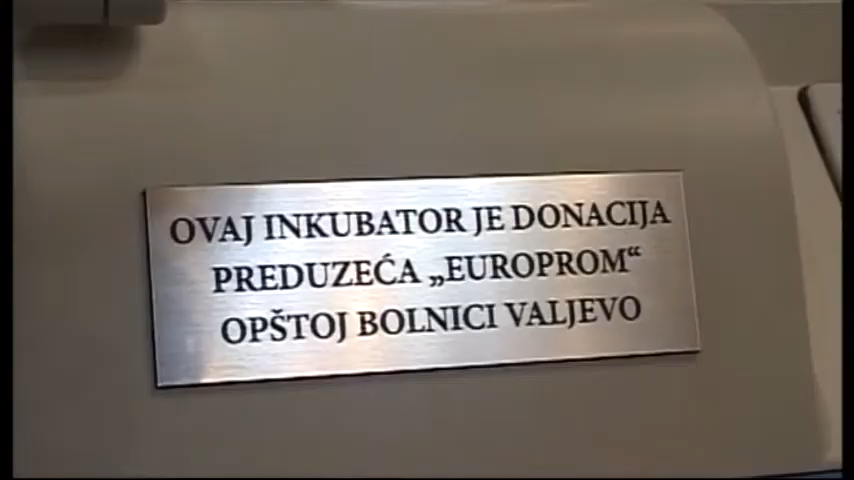 OVAJ INKUBATOR JE DONACIJA
PREDUZEĆA „EUROPROM“
OPŠTOJ BOLNICI VALJEVO